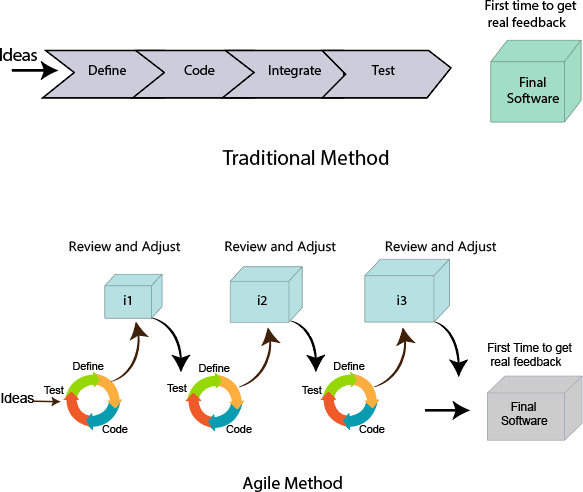 First time to get
real feedback
Ideas
Define
Code
Integrate
Test
Final
Software
Traditional Method
Review and Adjust
Review and Adjust
Review and Adjust
i1
i2
i3
First Time to get
real feedback
Define
Define
Define
Test
Test
Test
Ideas
Final
Software
Code
Code
Code
Agile Method